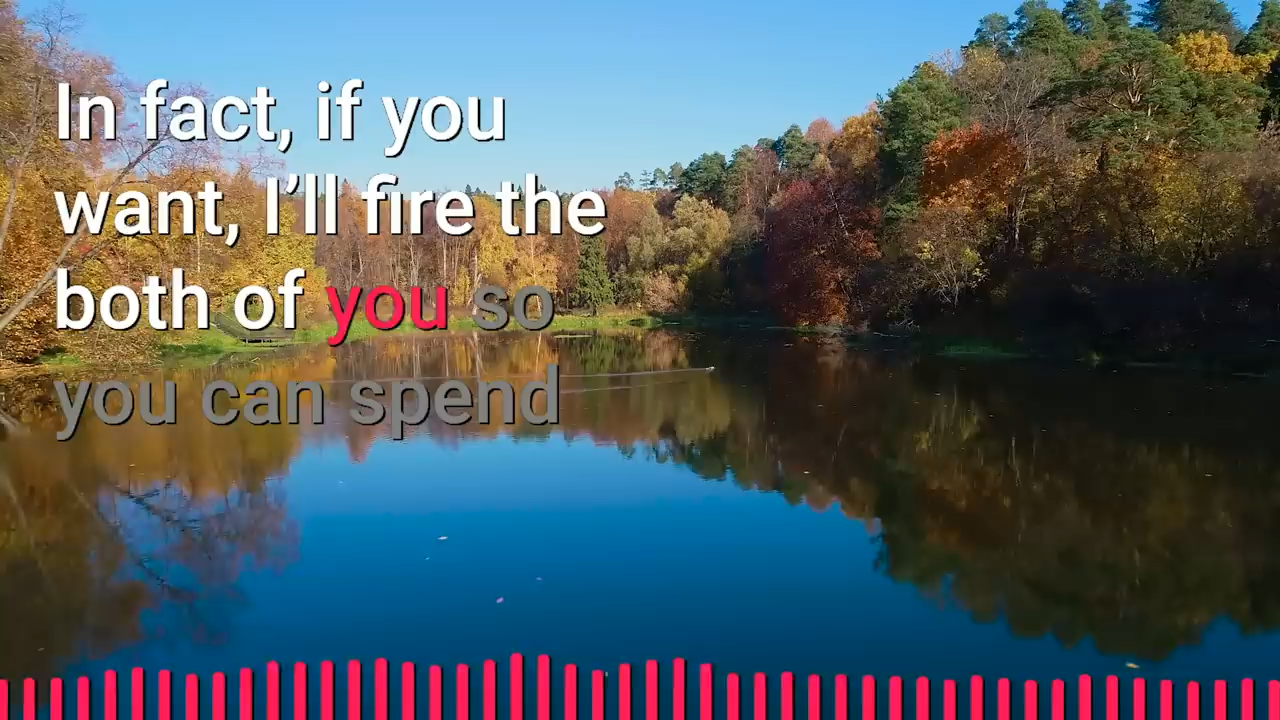 In fact, if you
want, I’ll fire the
both of you so
you can spend